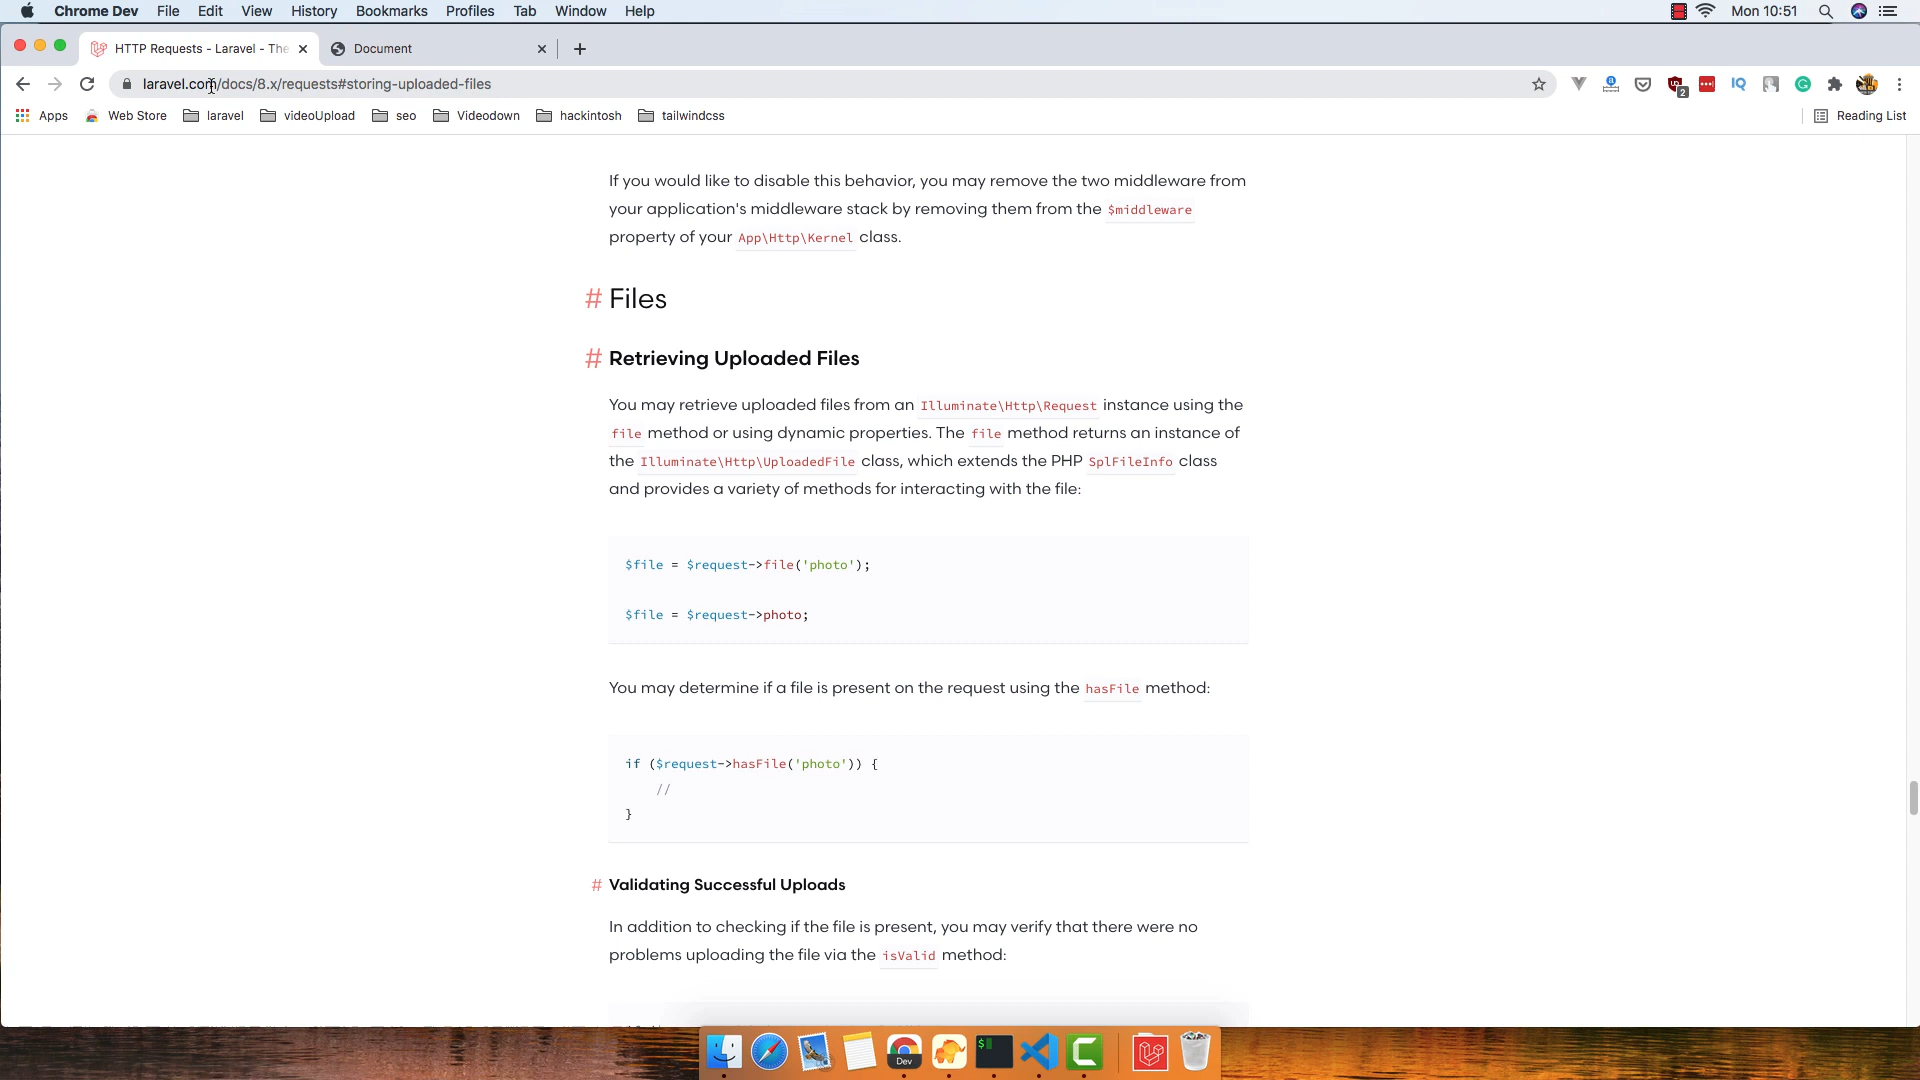 Chrome Dev File Edit View History Bookmarks Profiles Tab Window Help Mon 10:51
HTTP Requests - Laravel - The Document
laravel.com/docs/8.x/requests#storing-uploaded-files
Apps Web Store laravel videoUpload seo Videodown hackintosh tailwindcss Reading List
If you would like to disable this behavior, you may remove the two middleware from
your application's middleware stack by removing them from the $middleware
property of your App\Http\Kernel class.
# Files
# Retrieving Uploaded Files
You may retrieve uploaded files from an Illuminate\Http\Request instance using the
file method or using dynamic properties. The file method returns an instance of
the Illuminate\Http\UploadedFile class, which extends the PHP SplFileInfo class
and provides a variety of methods for interacting with the file:
$file = $request->file('photo');
$file = $request->photo;
You may determine if a file is present on the request using the hasFile method:
if ($request->hasFile('photo')) {
//
}
# Validating Successful Uploads
In addition to checking if the file is present, you may verify that there were no
problems uploading the file via the isValid method:
Dev